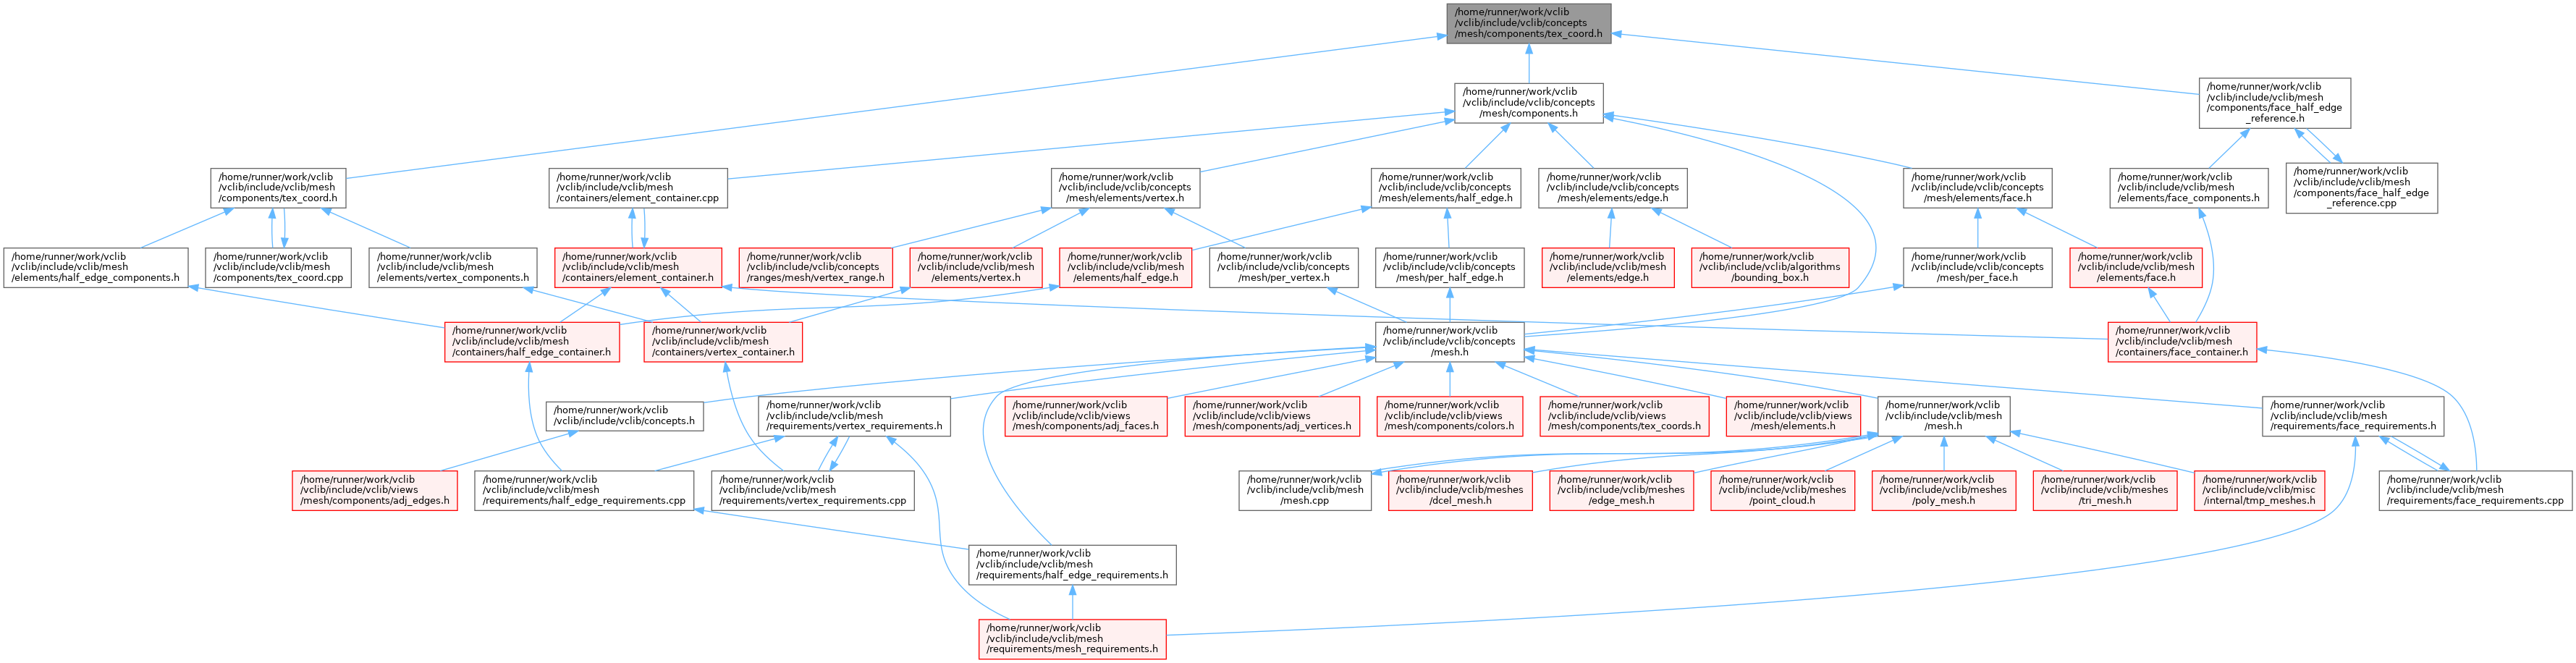 /home/runner/work/vclib
/vclib/include/vclib/concepts
/mesh/components/tex_coord.h
/home/runner/work/vclib
/vclib/include/vclib/concepts
/mesh/components.h
/home/runner/work/vclib
/vclib/include/vclib/mesh
/components/face_half_edge
_reference.h
/home/runner/work/vclib
/vclib/include/vclib/mesh
/components/tex_coord.h
/home/runner/work/vclib
/vclib/include/vclib/mesh
/containers/element_container.cpp
/home/runner/work/vclib
/vclib/include/vclib/concepts
/mesh/elements/vertex.h
/home/runner/work/vclib
/vclib/include/vclib/concepts
/mesh/elements/half_edge.h
/home/runner/work/vclib
/vclib/include/vclib/concepts
/mesh/elements/edge.h
/home/runner/work/vclib
/vclib/include/vclib/concepts
/mesh/elements/face.h
/home/runner/work/vclib
/vclib/include/vclib/mesh
/elements/face_components.h
/home/runner/work/vclib
/vclib/include/vclib/mesh
/components/face_half_edge
_reference.cpp
/home/runner/work/vclib
/vclib/include/vclib/mesh
/elements/half_edge_components.h
/home/runner/work/vclib
/vclib/include/vclib/mesh
/components/tex_coord.cpp
/home/runner/work/vclib
/vclib/include/vclib/mesh
/elements/vertex_components.h
/home/runner/work/vclib
/vclib/include/vclib/mesh
/containers/element_container.h
/home/runner/work/vclib
/vclib/include/vclib/concepts
/ranges/mesh/vertex_range.h
/home/runner/work/vclib
/vclib/include/vclib/mesh
/elements/vertex.h
/home/runner/work/vclib
/vclib/include/vclib/mesh
/elements/half_edge.h
/home/runner/work/vclib
/vclib/include/vclib/concepts
/mesh/per_vertex.h
/home/runner/work/vclib
/vclib/include/vclib/concepts
/mesh/per_half_edge.h
/home/runner/work/vclib
/vclib/include/vclib/mesh
/elements/edge.h
/home/runner/work/vclib
/vclib/include/vclib/algorithms
/bounding_box.h
/home/runner/work/vclib
/vclib/include/vclib/concepts
/mesh/per_face.h
/home/runner/work/vclib
/vclib/include/vclib/mesh
/elements/face.h
/home/runner/work/vclib
/vclib/include/vclib/mesh
/containers/half_edge_container.h
/home/runner/work/vclib
/vclib/include/vclib/mesh
/containers/vertex_container.h
/home/runner/work/vclib
/vclib/include/vclib/concepts
/mesh.h
/home/runner/work/vclib
/vclib/include/vclib/mesh
/containers/face_container.h
/home/runner/work/vclib
/vclib/include/vclib/concepts.h
/home/runner/work/vclib
/vclib/include/vclib/mesh
/requirements/vertex_requirements.h
/home/runner/work/vclib
/vclib/include/vclib/views
/mesh/components/adj_faces.h
/home/runner/work/vclib
/vclib/include/vclib/views
/mesh/components/adj_vertices.h
/home/runner/work/vclib
/vclib/include/vclib/views
/mesh/components/colors.h
/home/runner/work/vclib
/vclib/include/vclib/views
/mesh/components/tex_coords.h
/home/runner/work/vclib
/vclib/include/vclib/views
/mesh/elements.h
/home/runner/work/vclib
/vclib/include/vclib/mesh
/mesh.h
/home/runner/work/vclib
/vclib/include/vclib/mesh
/requirements/face_requirements.h
/home/runner/work/vclib
/vclib/include/vclib/views
/mesh/components/adj_edges.h
/home/runner/work/vclib
/vclib/include/vclib/mesh
/requirements/half_edge_requirements.cpp
/home/runner/work/vclib
/vclib/include/vclib/mesh
/requirements/vertex_requirements.cpp
/home/runner/work/vclib
/vclib/include/vclib/mesh
/mesh.cpp
/home/runner/work/vclib
/vclib/include/vclib/meshes
/dcel_mesh.h
/home/runner/work/vclib
/vclib/include/vclib/meshes
/edge_mesh.h
/home/runner/work/vclib
/vclib/include/vclib/meshes
/point_cloud.h
/home/runner/work/vclib
/vclib/include/vclib/meshes
/poly_mesh.h
/home/runner/work/vclib
/vclib/include/vclib/meshes
/tri_mesh.h
/home/runner/work/vclib
/vclib/include/vclib/misc
/internal/tmp_meshes.h
/home/runner/work/vclib
/vclib/include/vclib/mesh
/requirements/face_requirements.cpp
/home/runner/work/vclib
/vclib/include/vclib/mesh
/requirements/half_edge_requirements.h
/home/runner/work/vclib
/vclib/include/vclib/mesh
/requirements/mesh_requirements.h